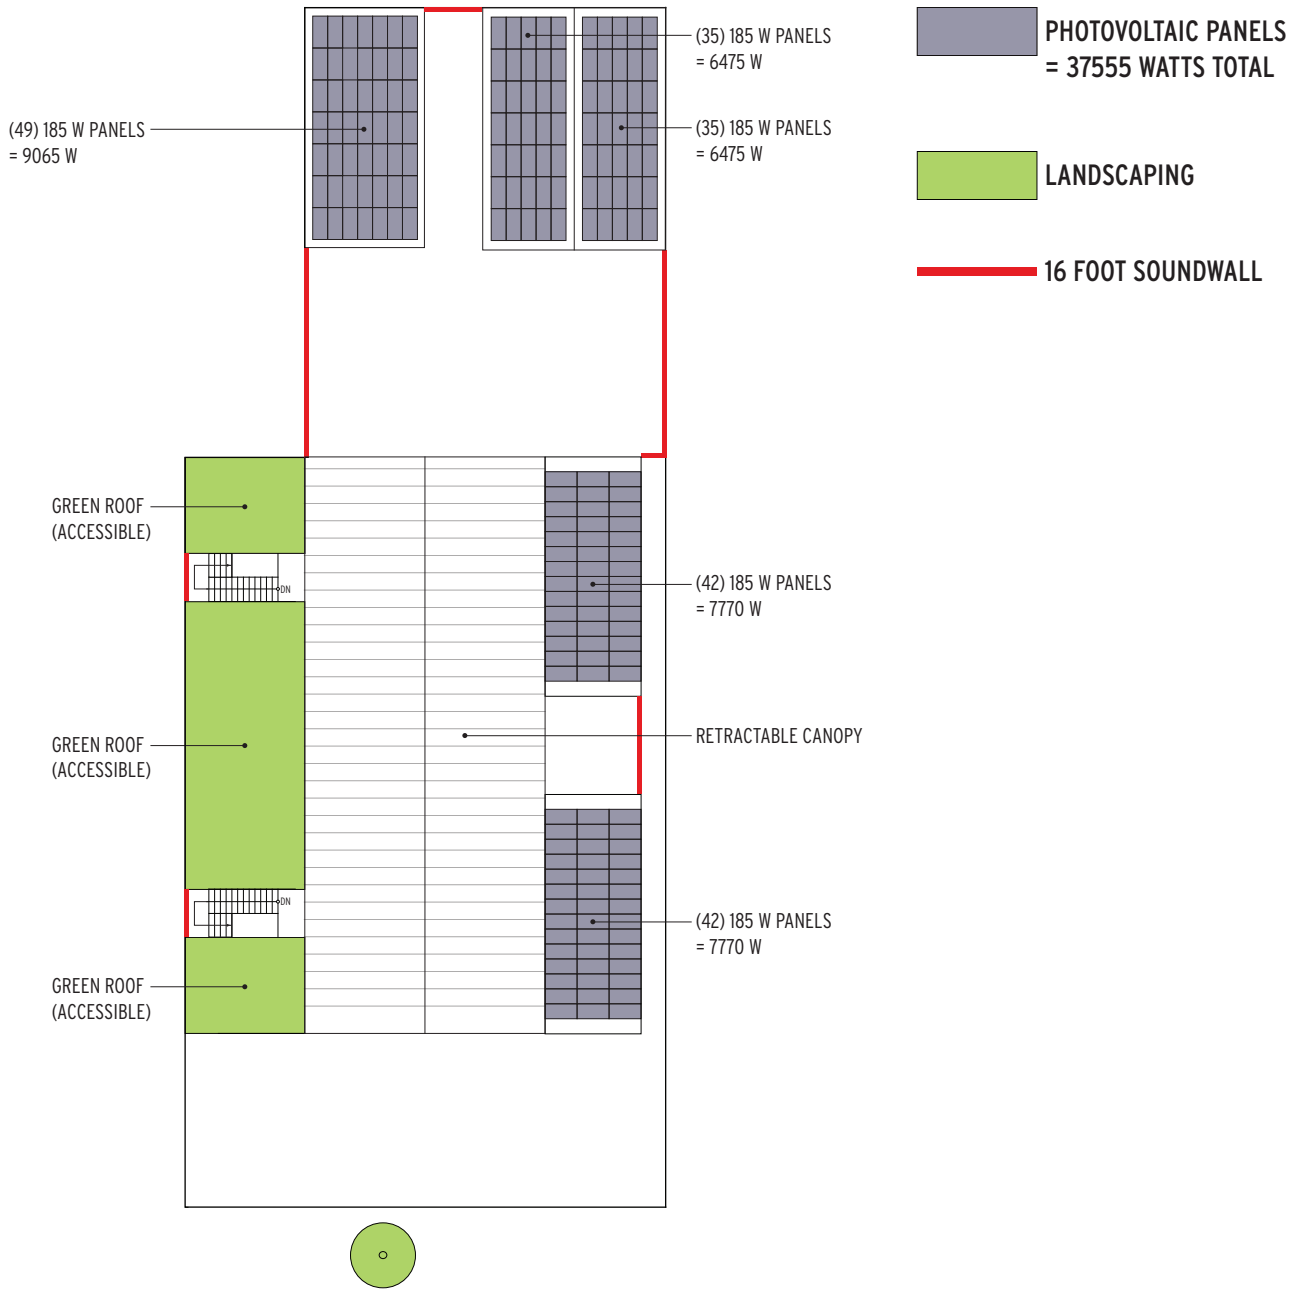 (35) 185 W PANELS
= 6475 W
(49) 185 W PANELS
= 9065 W
(35) 185 W PANELS
= 6475 W
PHOTOVOLTAIC PANELS
= 37555 WATTS TOTAL
LANDSCAPING
16 FOOT SOUNDWALL
GREEN ROOF
(ACCESSIBLE)
DN
(42) 185 W PANELS
= 7770 W
GREEN ROOF
(ACCESSIBLE)
RETRACTABLE CANOPY
DN
(42) 185 W PANELS
= 7770 W
GREEN ROOF
(ACCESSIBLE)